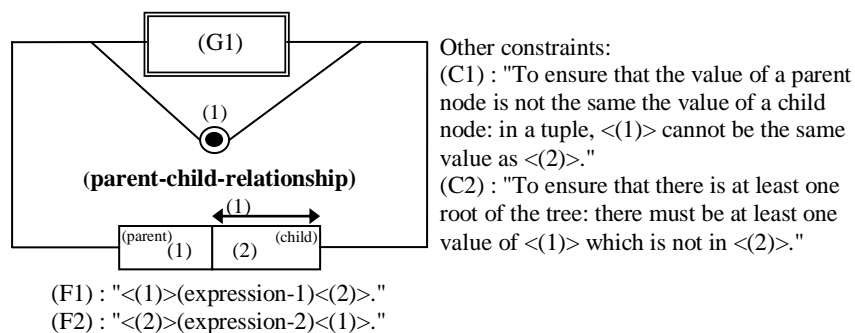 (G1)
(1)
(parent-child-relationship)
(1)
(parent) (1) (2) (child)
(F1) : "<(1)>(expression-1)<(2)>."
(F2) : "<(2)>(expression-2)<(1)>."
Other constraints:
(C1) : "To ensure that the value of a parent
node is not the same the value of a child
node: in a tuple, <(1)> cannot be the same
value as <(2)>."
(C2) : "To ensure that there is at least one
root of the tree: there must be at least one
value of <(1)> which is not in <(2)>."